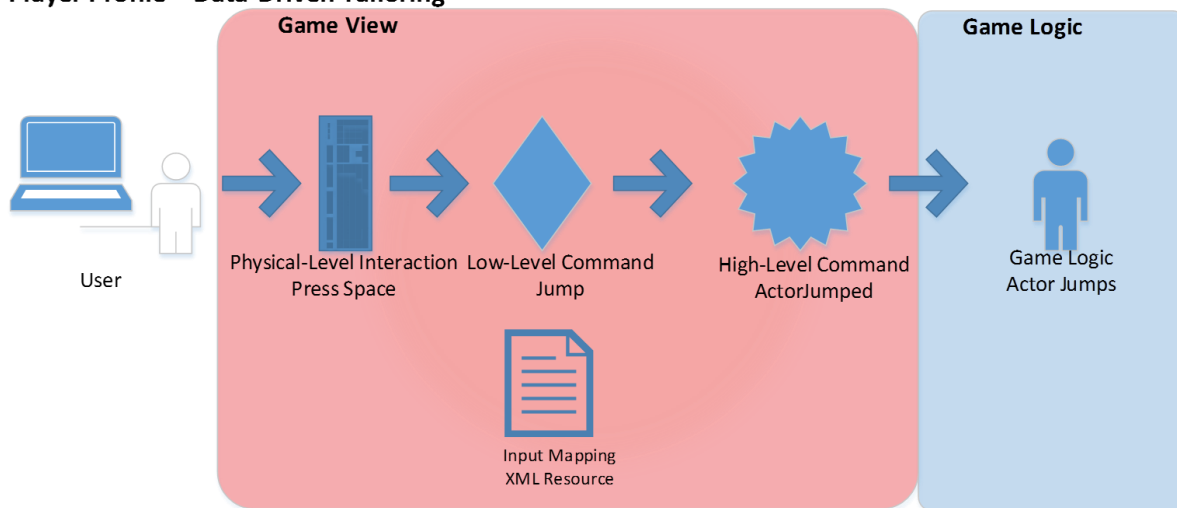 Game View
Game Logic
User
Physical-Level Interaction
Press Space
Low-Level Command
Jump
High-Level Command
ActorJumped
Game Logic
Actor Jumps
Input Mapping
XML Resource